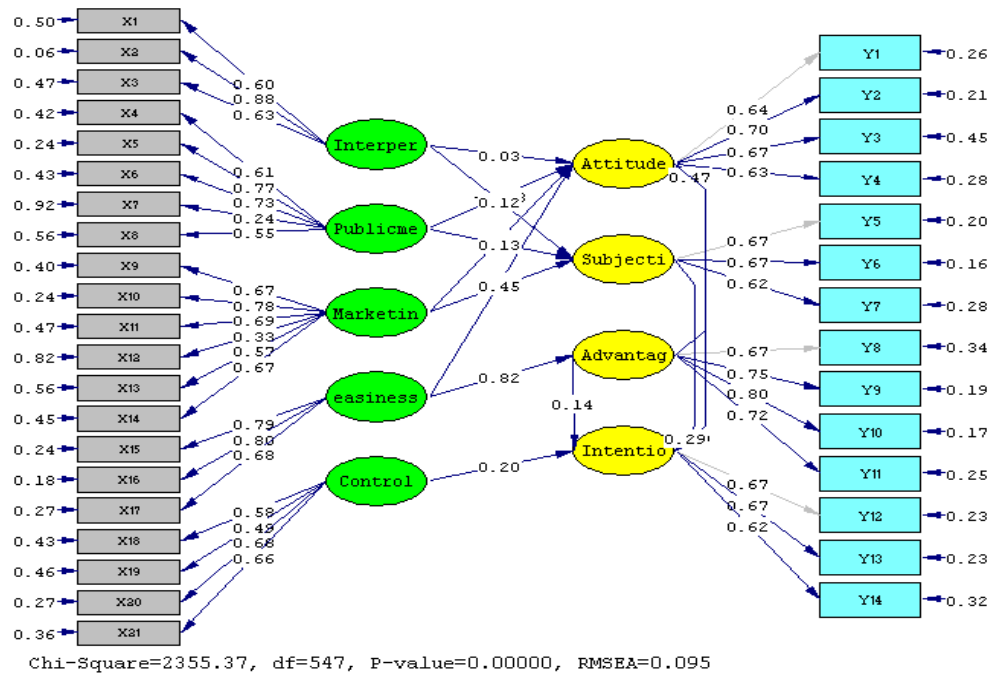 0.50 X1
0.06 X2
0.47 X3
0.42 X4
0.24 X5
0.43 X6
0.92 X7
0.56 X8
0.40 X9
0.24 X10
0.47 X11
0.82 X12
0.56 X13
0.45 X14
0.24 X15
0.18 X16
0.27 X17
0.43 X18
0.46 X19
0.27 X20
0.36 X21
0.60
0.88
0.63
0.61
0.77
0.73
0.24
0.55
0.67
0.78
0.69
0.33
0.57
0.67
0.79
0.80
0.68
0.58
0.49
0.68
0.66
Interper
Publicme
Marketin
easiness
Control
0.03
0.12
0.13
0.45
0.82
0.14
0.20
Attitude
Subjecti
Advantag
Intentio
0.47
0.29
0.64
0.70
0.67
0.63
0.67
0.67
0.62
0.67
0.75
0.80
0.72
0.67
0.67
0.62
Y1 0.26
Y2 0.21
Y3 0.45
Y4 0.28
Y5 0.20
Y6 0.16
Y7 0.28
Y8 0.34
Y9 0.19
Y10 0.17
Y11 0.25
Y12 0.23
Y13 0.23
Y14 0.32
Chi-Square=2355.37, df=547, P-value=0.00000, RMSEA=0.095